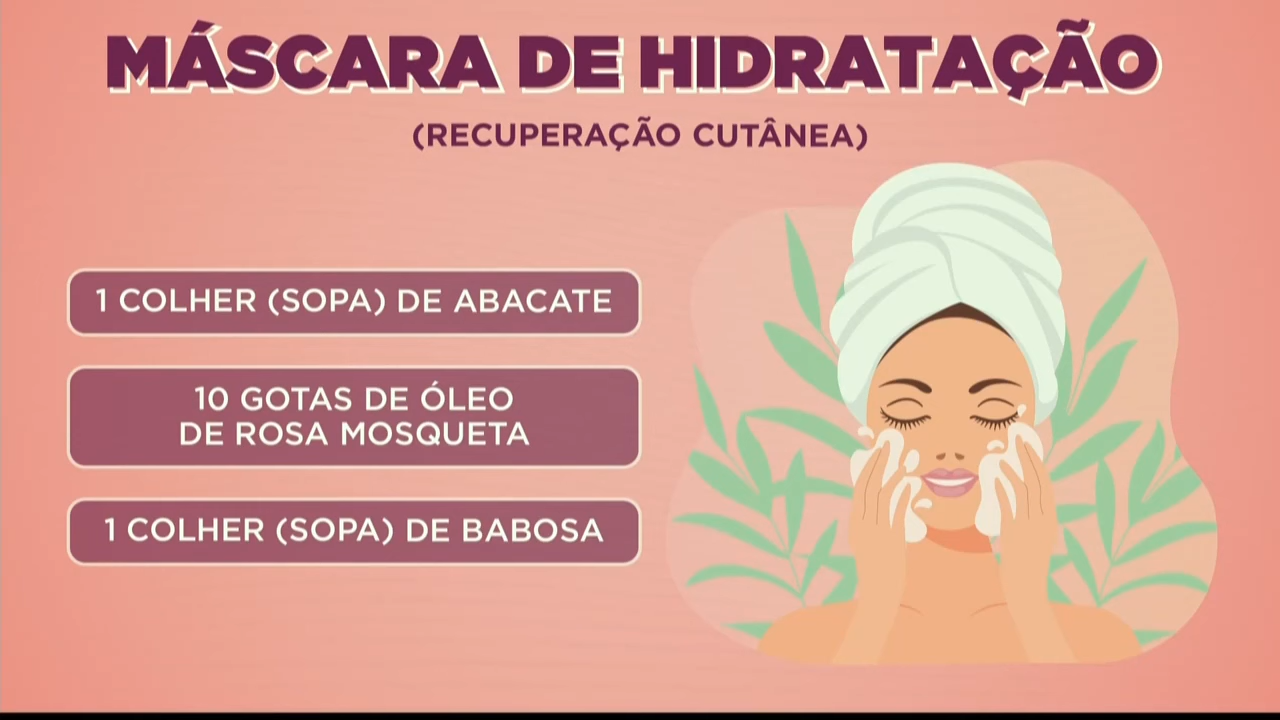 MÁSCARA DE HIDRATAÇÃO
(RECUPERAÇÃO CUTÂNEA)
1 COLHER (SOPA) DE ABACATE
10 GOTAS DE ÓLEO
DE ROSA MOSQUETA
1 COLHER (SOPA) DE BABOSA